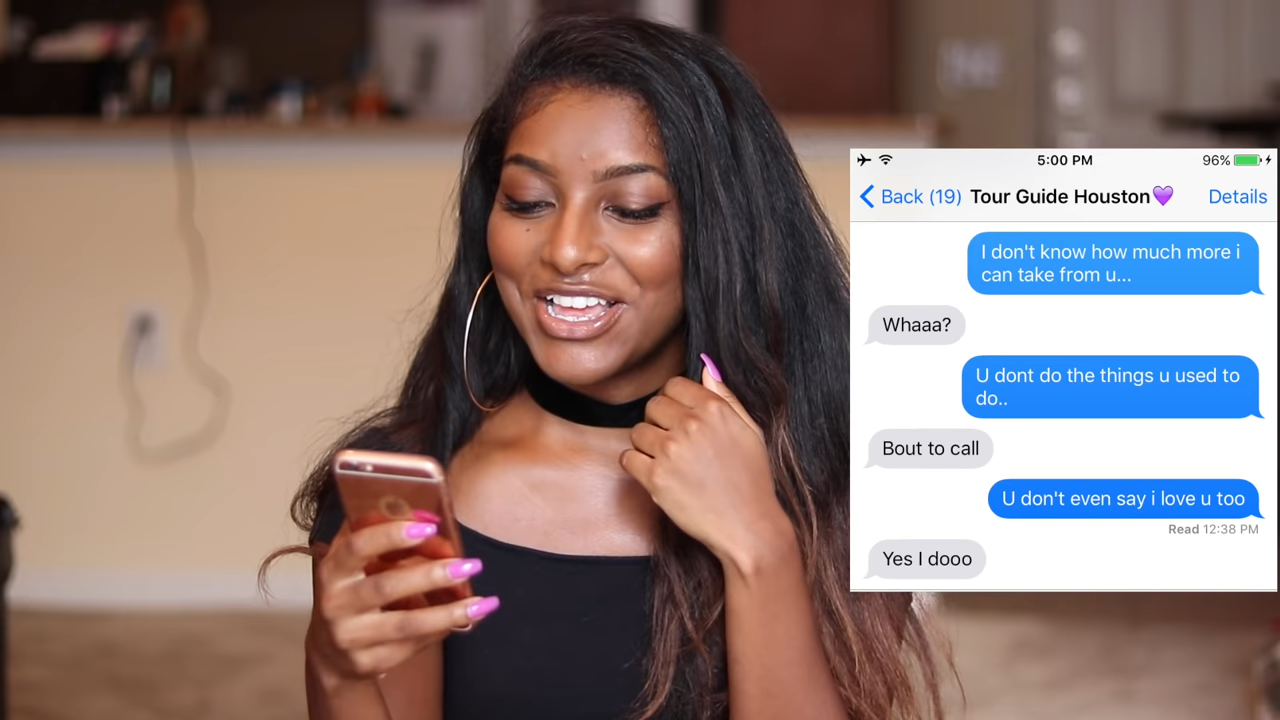 5:00 PM
96%
Back (19) Tour Guide Houston💜 Details
I don't know how much more i
can take from u...
Whaaa?
U dont do the things u used to
do..
Bout to call
U don't even say i love u too
Read 12:38 PM
Yes I dooo